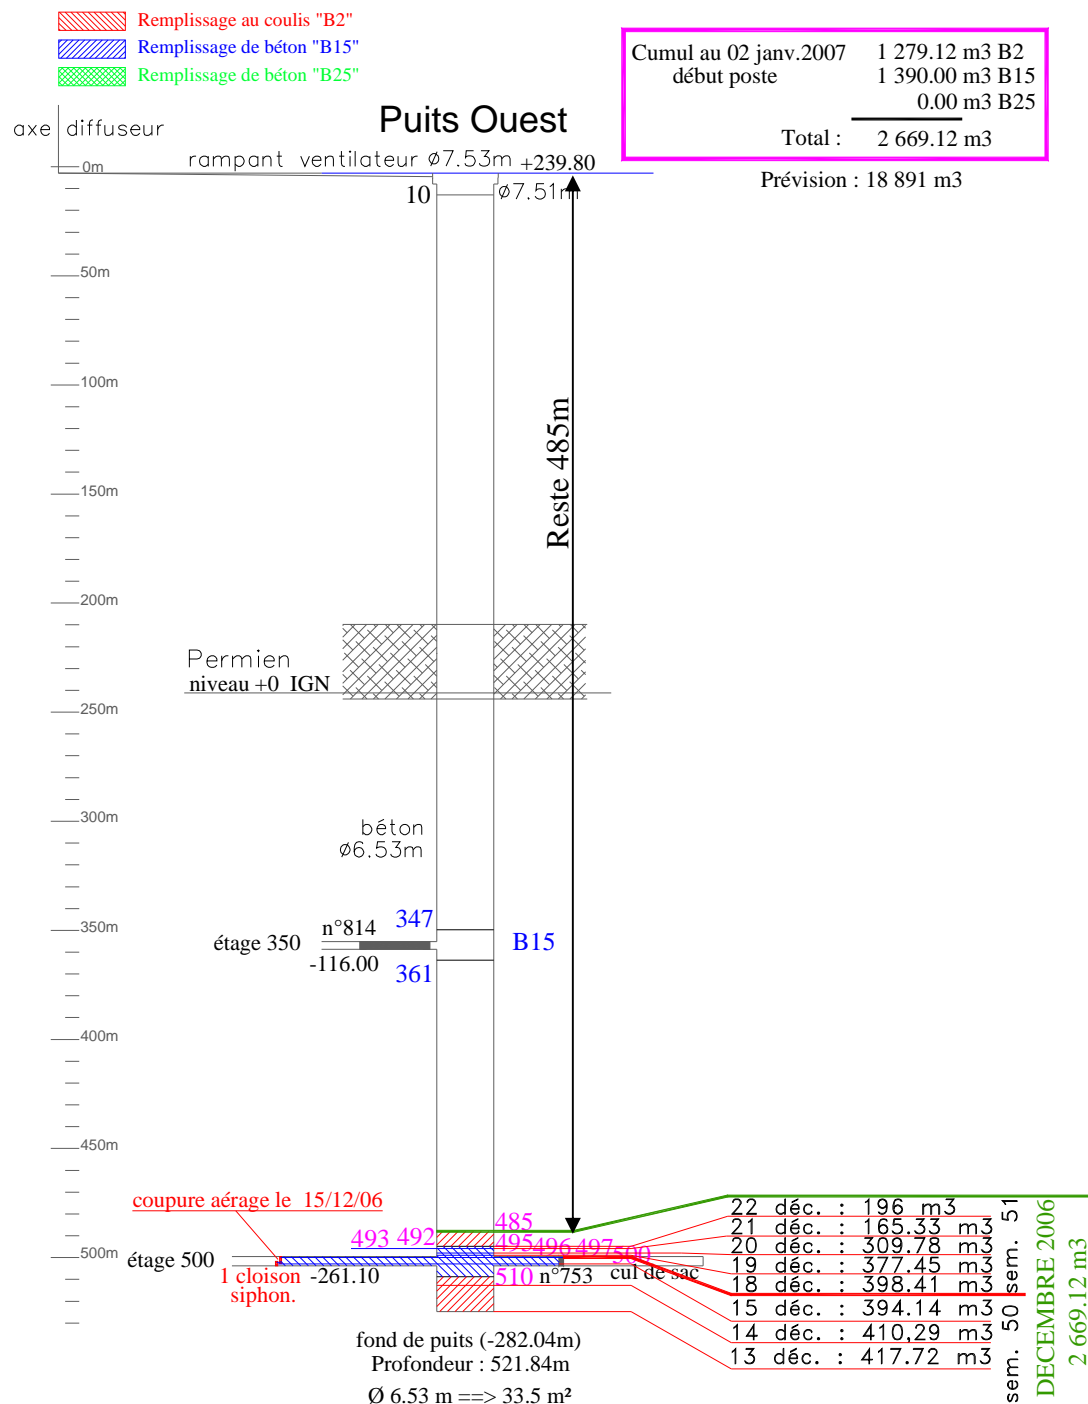 Remplissage au coulis "B2"
Remplissage de béton "B15"
Remplissage de béton "B25"
Cumul au 02 janv.2007 1 279.12 m3 B2
début poste 1 390.00 m3 B15
0.00 m3 B25
Total : 2 669.12 m3
Prévision : 18 891 m3
axe diffuseur
Puits Ouest
rampant ventilateur ø7.53m +239.80
0m
10
ø7.51m
50m
100m
150m
200m
250m
300m
350m
400m
450m
500m
Reste 485m
Permien
niveau +0 IGN
béton
ø6.53m
347
n°814
étage 350
B15
-116.00
361
coupure aérage le 15/12/06
485
493 492
495 496 497
500
étage 500
1 cloison
siphon.
-261.10
510
n°753
cul de sac
22 déc. : 196 m3
21 déc. : 165.33 m3
20 déc. : 309.78 m3
19 déc. : 377.45 m3
18 déc. : 398.41 m3
15 déc. : 394.14 m3
14 déc. : 410,29 m3
13 déc. : 417.72 m3
sem. 51
sem. 50
DECEMBRE 2006
2 669.12 m3
fond de puits (-282.04m)
Profondeur : 521.84m
Ø 6.53 m ==> 33.5 m²